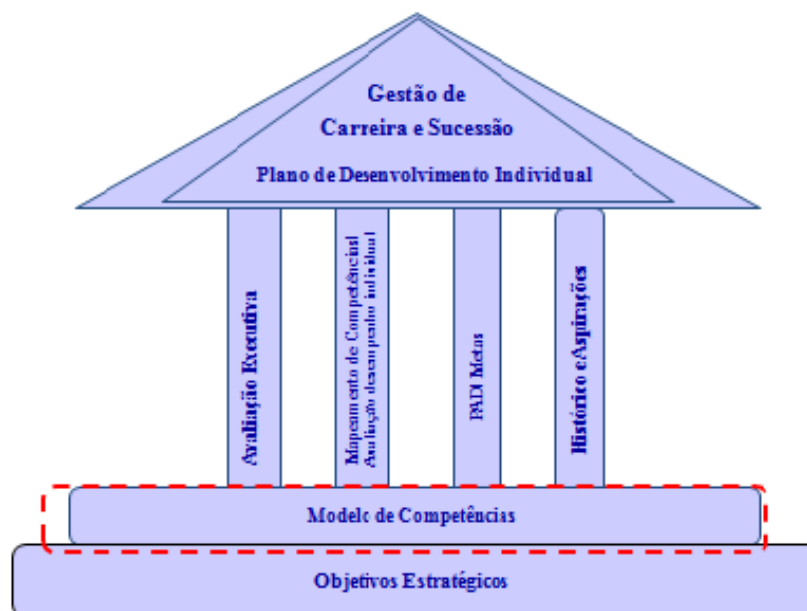 Gestão de
Carreira e Sucessão
Plano de Desenvolvimento Individual
Avaliação Executiva
Mapeamento de Competências/
Avaliação desempenho individual
PADI Metas
Histórico e Aspirações
Modelo de Competências
Objetivos Estratégicos